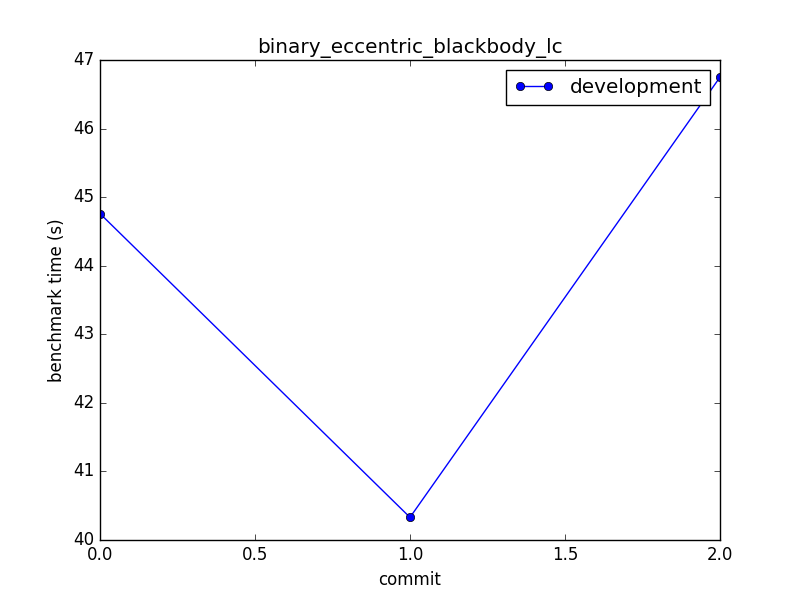 binary_eccentric_blackbody_lc
development
47
46
45
44
43
42
41
40
benchmark time (s)
0.0 0.5 1.0 1.5 2.0
commit